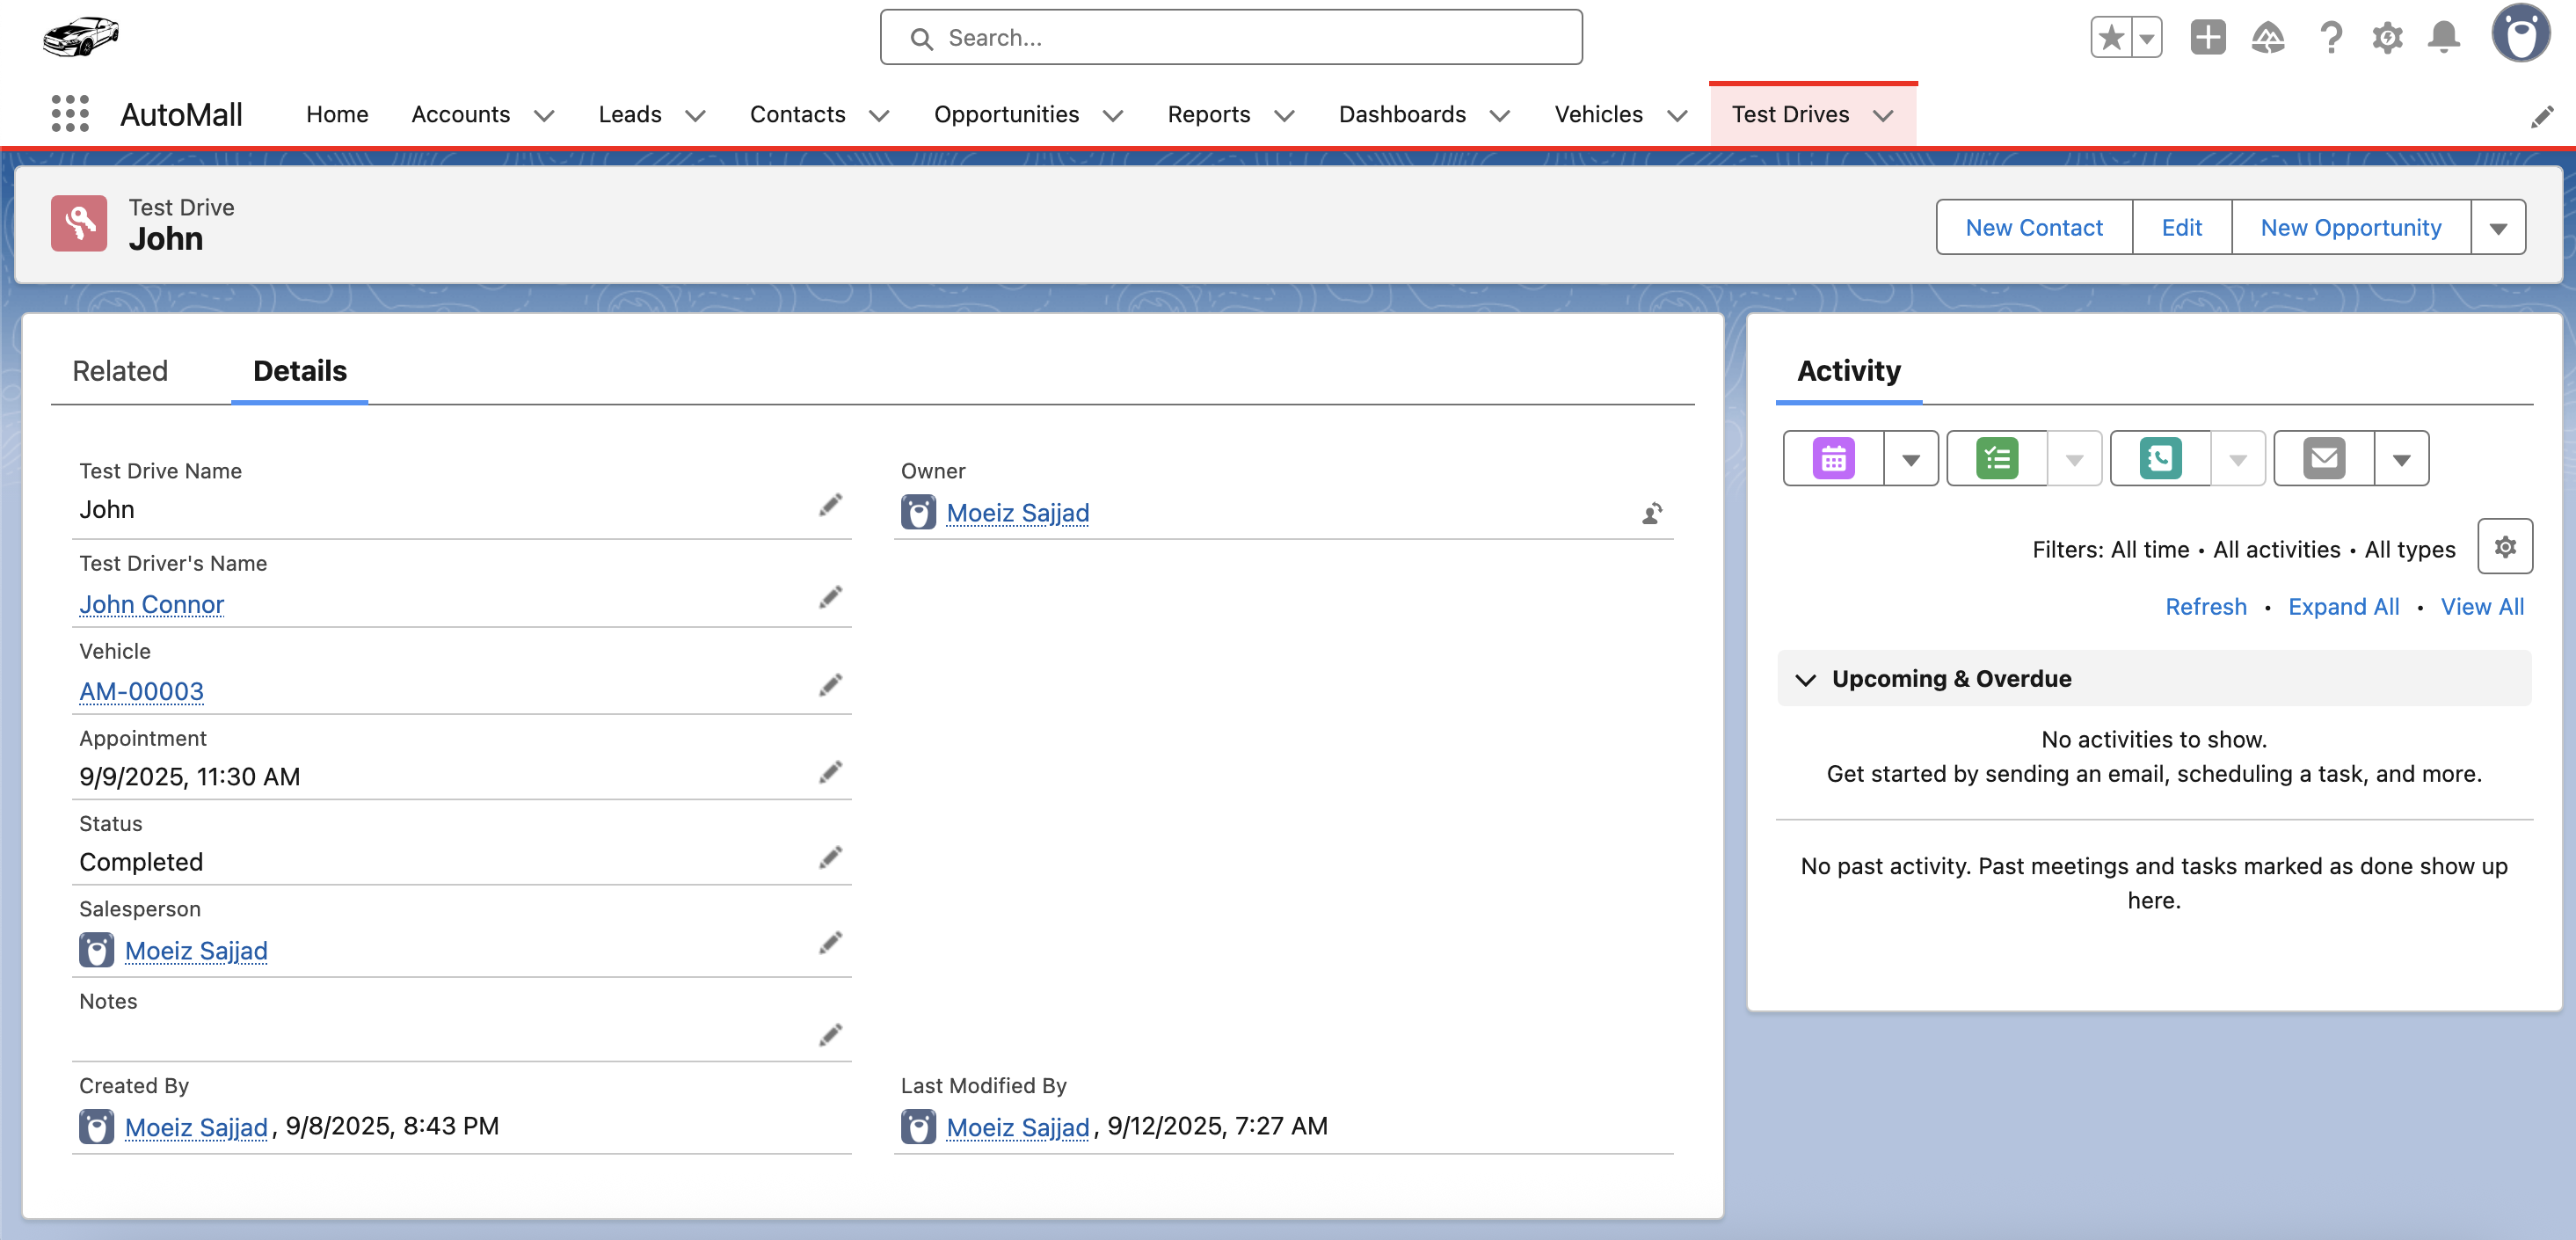 Search...
AutoMall
Home
Accounts
Leads
Contacts
Opportunities
Reports
Dashboards
Vehicles
Test Drives
Test Drive
John
New Contact
Edit
New Opportunity
Related
Details
Test Drive Name
John
Owner
Moeiz Sajjad
Test Driver's Name
John Connor
Vehicle
AM-00003
Appointment
9/9/2025, 11:30 AM
Status
Completed
Salesperson
Moeiz Sajjad
Notes
Created By
Moeiz Sajjad, 9/8/2025, 8:43 PM
Last Modified By
Moeiz Sajjad, 9/12/2025, 7:27 AM
Activity
Filters: All time • All activities • All types
Refresh • Expand All • View All
Upcoming & Overdue
No activities to show.
Get started by sending an email, scheduling a task, and more.
No past activity. Past meetings and tasks marked as done show up
here.